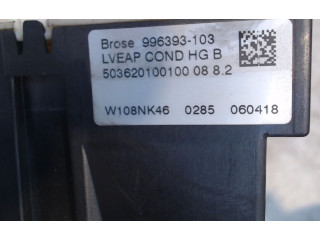 Brose 996393-103
LVEAP COND HG B
503620100100 08 8.2
W108NK46 0285 060418